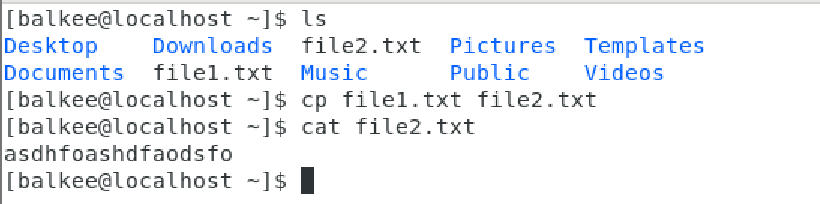 [balkee@localhost ~]$ ls
Desktop    Downloads  file2.txt  Pictures  Templates
Documents  file1.txt  Music      Public    Videos
[balkee@localhost ~]$ cp file1.txt file2.txt
[balkee@localhost ~]$ cat file2.txt
asdhfoashdfaodsfo
[balkee@localhost ~]$